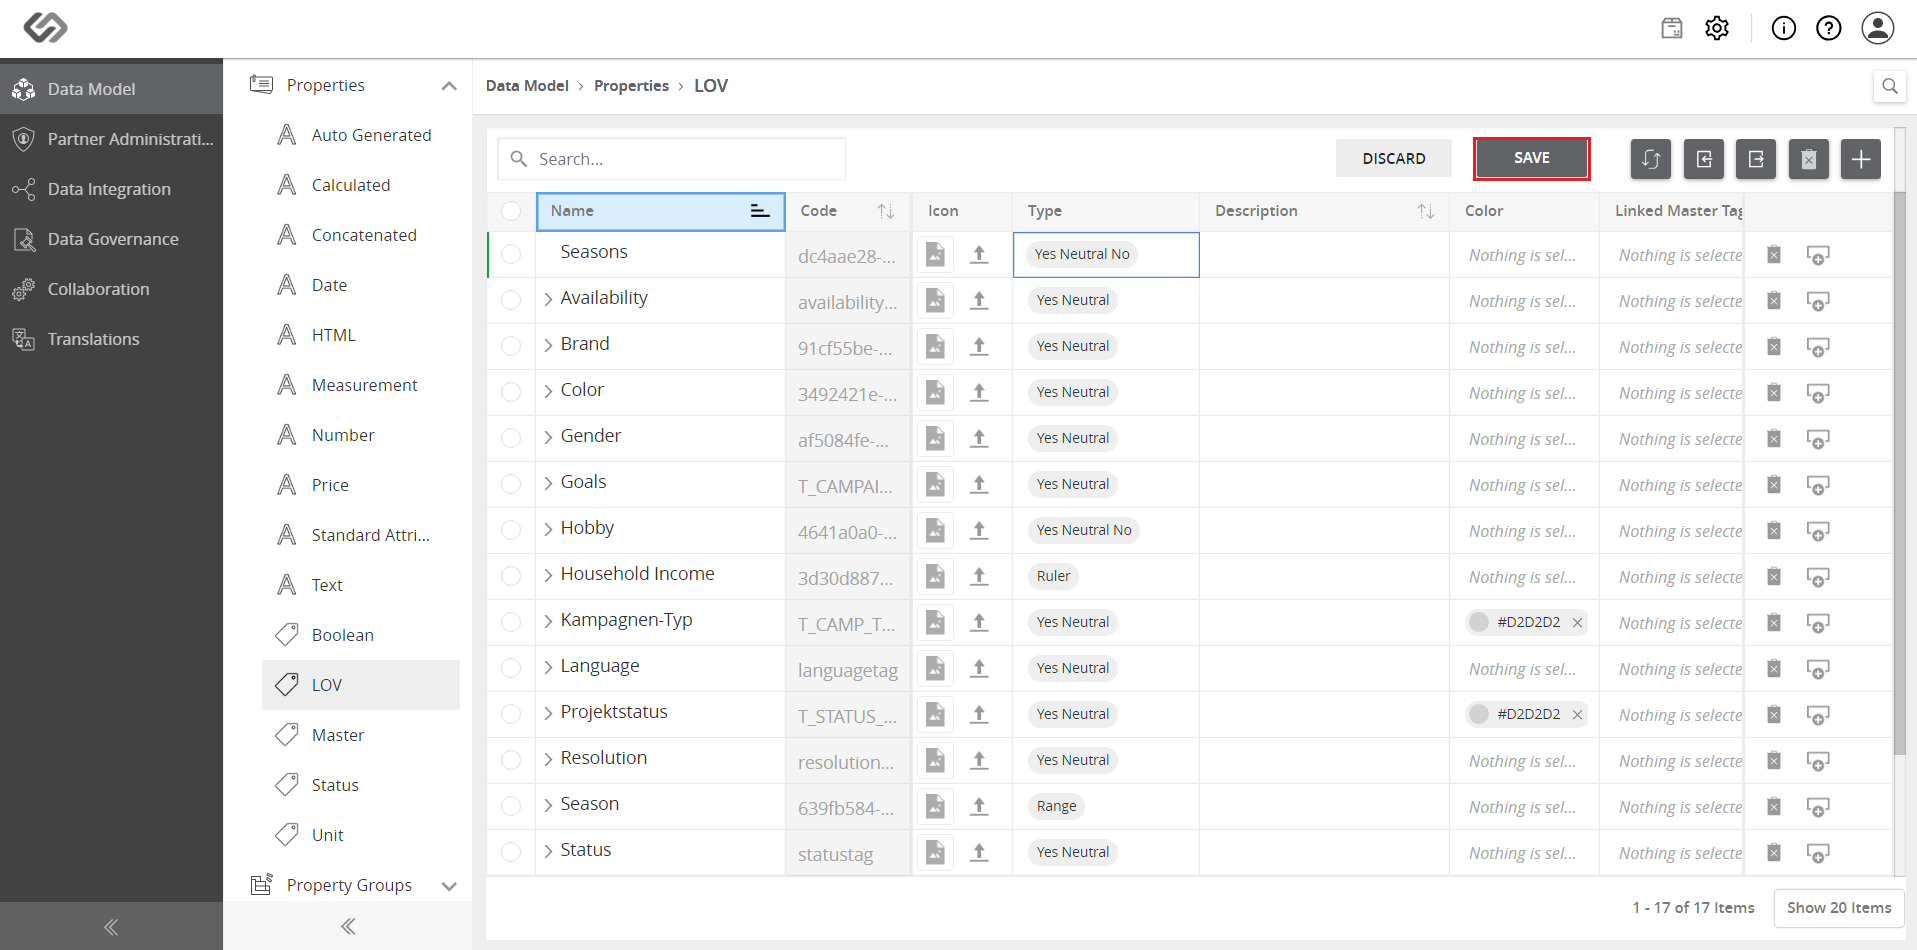 Data Model
Partner Administrati...
Data Integration
Data Governance
Collaboration
Translations
Properties
Auto Generated
Calculated
Concatenated
Date
HTML
Measurement
Number
Price
Standard Attri...
Text
Boolean
LOV
Master
Status
Unit
Property Groups
Data Model > Properties > LOV
Search... DISCARD SAVE
Name Code Icon Type Description Color Linked Master Tag
Seasons dc4aae28-... Yes Neutral No Nothing is sel... Nothing is selecte
Availability availability... Yes Neutral Nothing is sel... Nothing is selecte
Brand 91cf55be-... Yes Neutral Nothing is sel... Nothing is selecte
Color 3492421e-... Yes Neutral Nothing is sel... Nothing is selecte
Gender af5084fe-... Yes Neutral Nothing is sel... Nothing is selecte
Goals T_CAMPAI... Yes Neutral Nothing is sel... Nothing is selecte
Hobby 4641a0a0-... Yes Neutral No Nothing is sel... Nothing is selecte
Household Income 3d30d887... Ruler Nothing is sel... Nothing is selecte
Kampagnen-Typ T_CAMP_T... Yes Neutral #D2D2D2 Nothing is selecte
Language languagetag Yes Neutral Nothing is sel... Nothing is selecte
Projektstatus T_STATUS_... Yes Neutral #D2D2D2 Nothing is selecte
Resolution resolution... Yes Neutral Nothing is sel... Nothing is selecte
Season 639fb584-... Range Nothing is sel... Nothing is selecte
Status statustag Yes Neutral Nothing is sel... Nothing is selecte
1 - 17 of 17 Items Show 20 Items